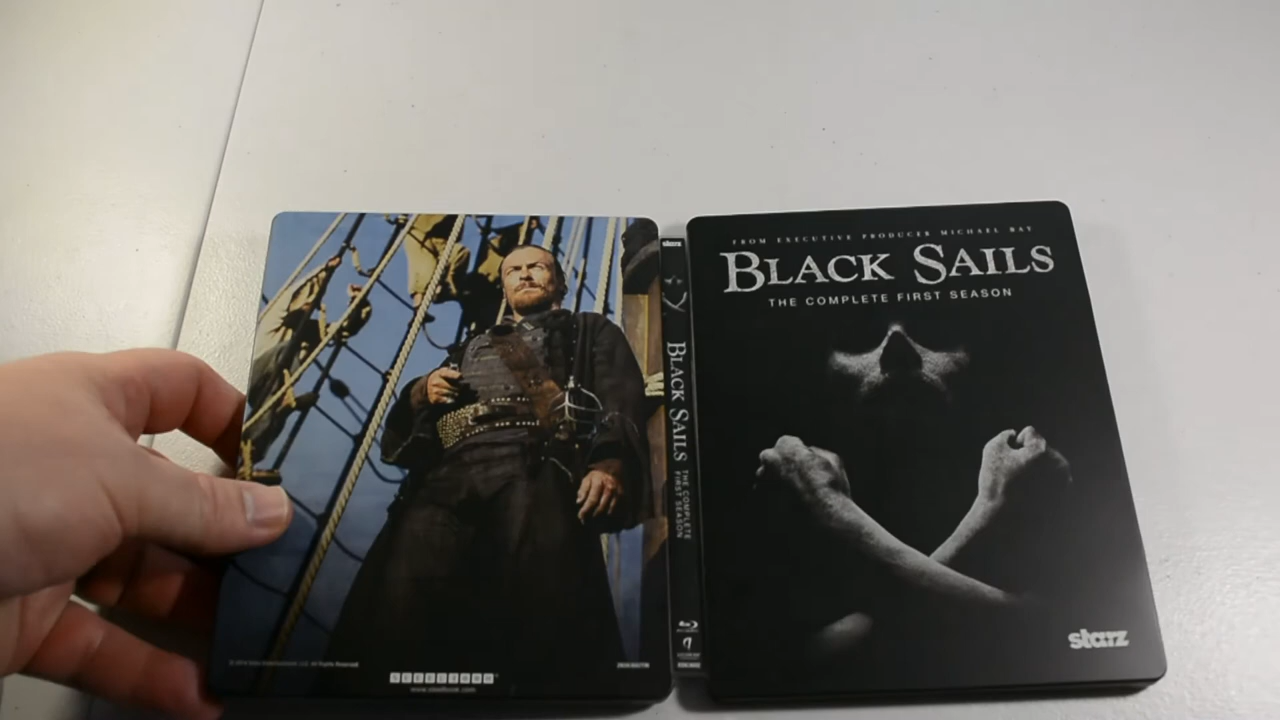 FROM EXECUTIVE PRODUCER MICHAEL BAY
BLACK SAILS
THE COMPLETE FIRST SEASON
starz
starz
BLACK SAILS
THE COMPLETE
FIRST SEASON
STEELBOOK
www.steelbook.com